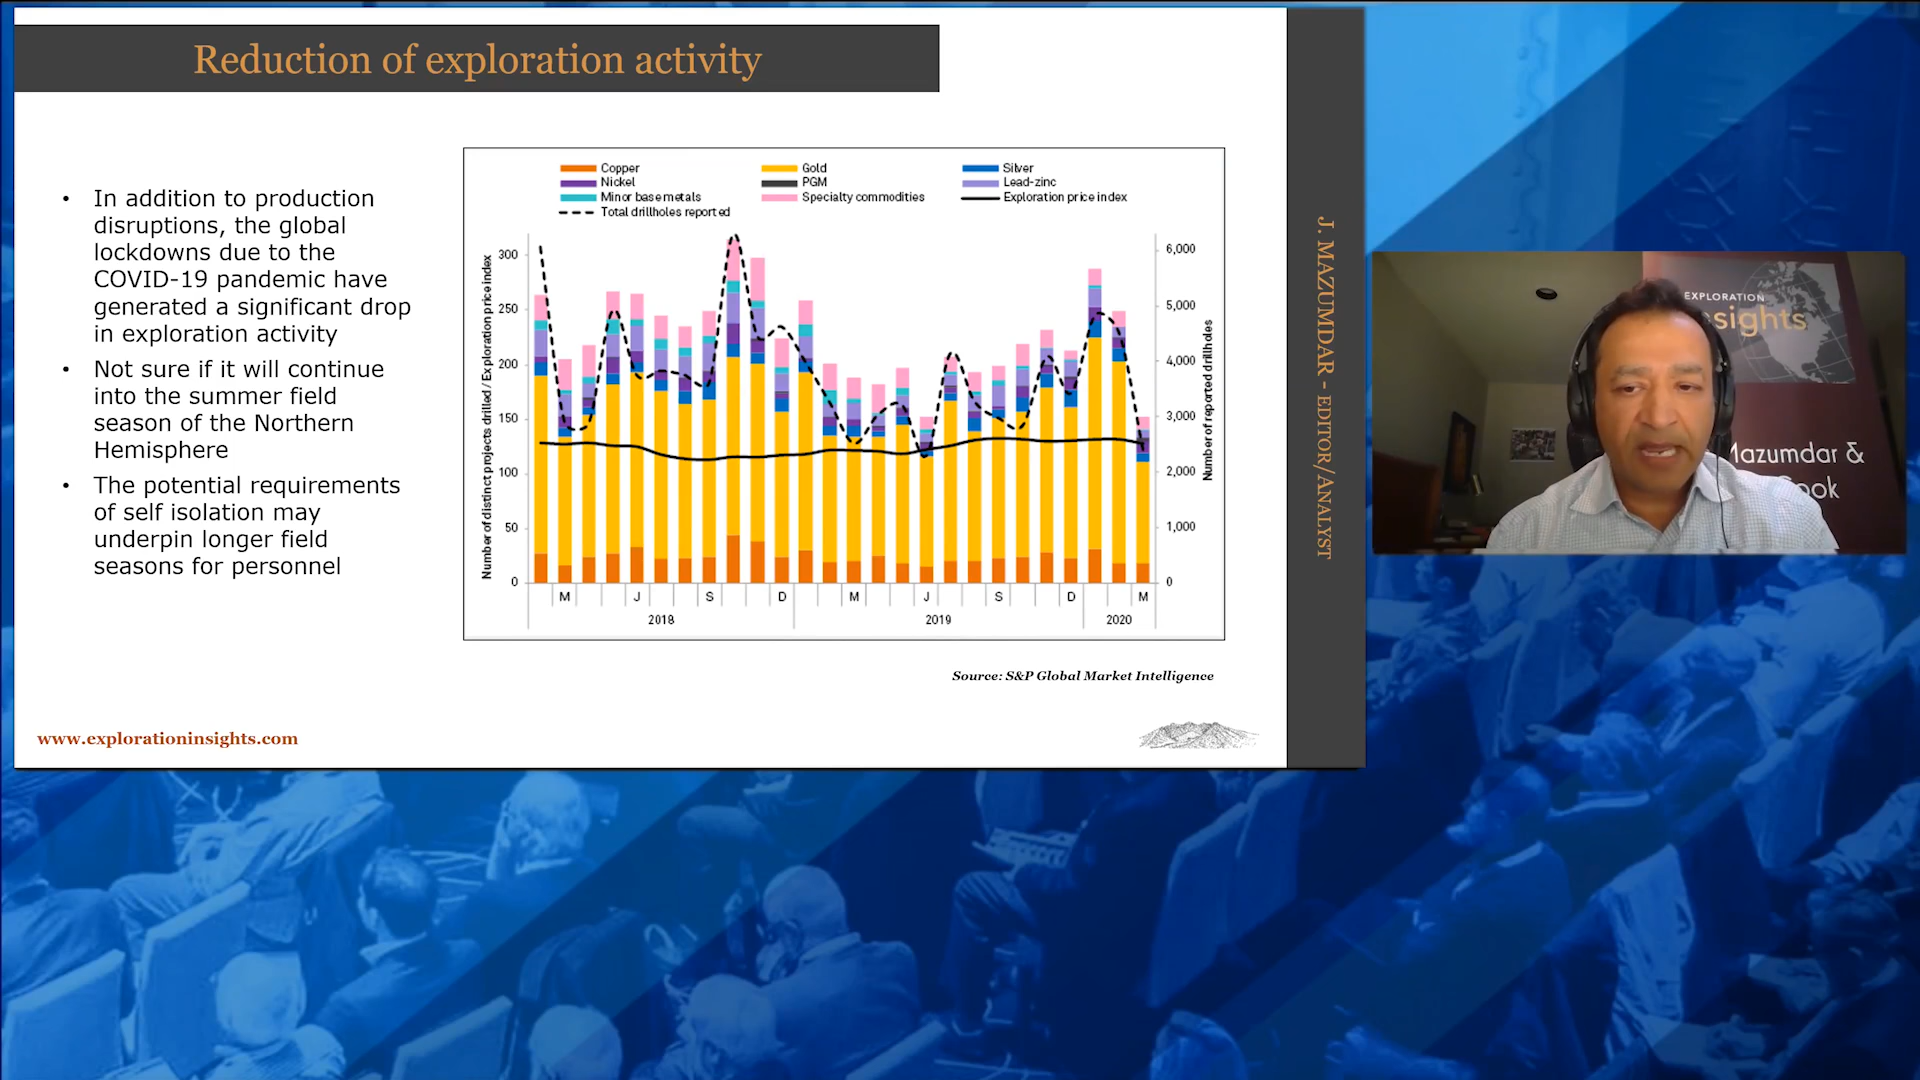 Reduction of exploration activity
• In addition to production
disruptions, the global
lockdowns due to the
COVID-19 pandemic have
generated a significant drop
in exploration activity
• Not sure if it will continue
into the summer field
season of the Northern
Hemisphere
• The potential requirements
of self isolation may
underpin longer field
seasons for personnel
Copper Gold Silver
Nickel PGM Lead-zinc
Minor base metals Specialty commodities Exploration price index
Total drillholes reported
Number of distinct projects drilled / Exploration price index
300
250
200
150
100
50
0
6,000
5,000
4,000
3,000
2,000
1,000
0
Number of reported drillholes
M J S D M J S D M
2018 2019 2020
Source: S&P Global Market Intelligence
www.explorationinsights.com
J. MAZUMDAR - EDITOR/ANALYST
EXPLORATION
sights
Mazumdar &
ook